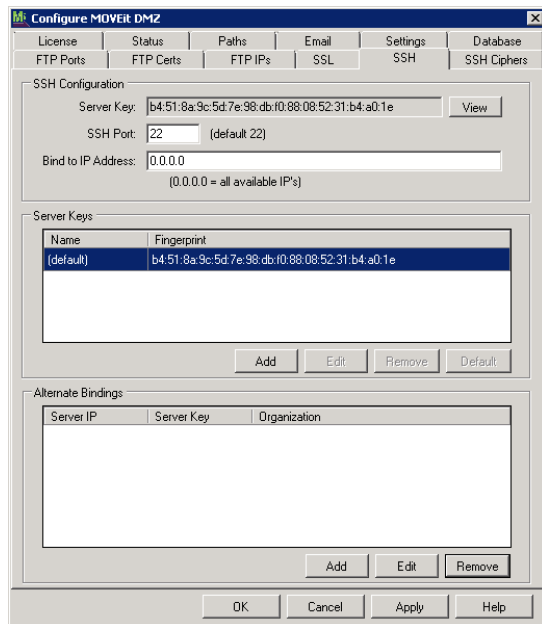 Configure MOVEit DMZ
License Status Paths Email Settings Database
FTP Ports FTP Certs FTP IPs SSL SSH SSH Ciphers
SSH Configuration
Server Key: b4:51:8a:9c:5d:7e:98:db:f0:88:08:52:31:b4:a0:1e View
SSH Port: 22 (default 22)
Bind to IP Address: 0.0.0.0
(0.0.0.0 = all available IP's)
Server Keys
Name Fingerprint
(default) b4:51:8a:9c:5d:7e:98:db:f0:88:08:52:31:b4:a0:1e
Add Edit Remove Default
Alternate Bindings
Server IP Server Key Organization
Add Edit Remove
OK Cancel Apply Help